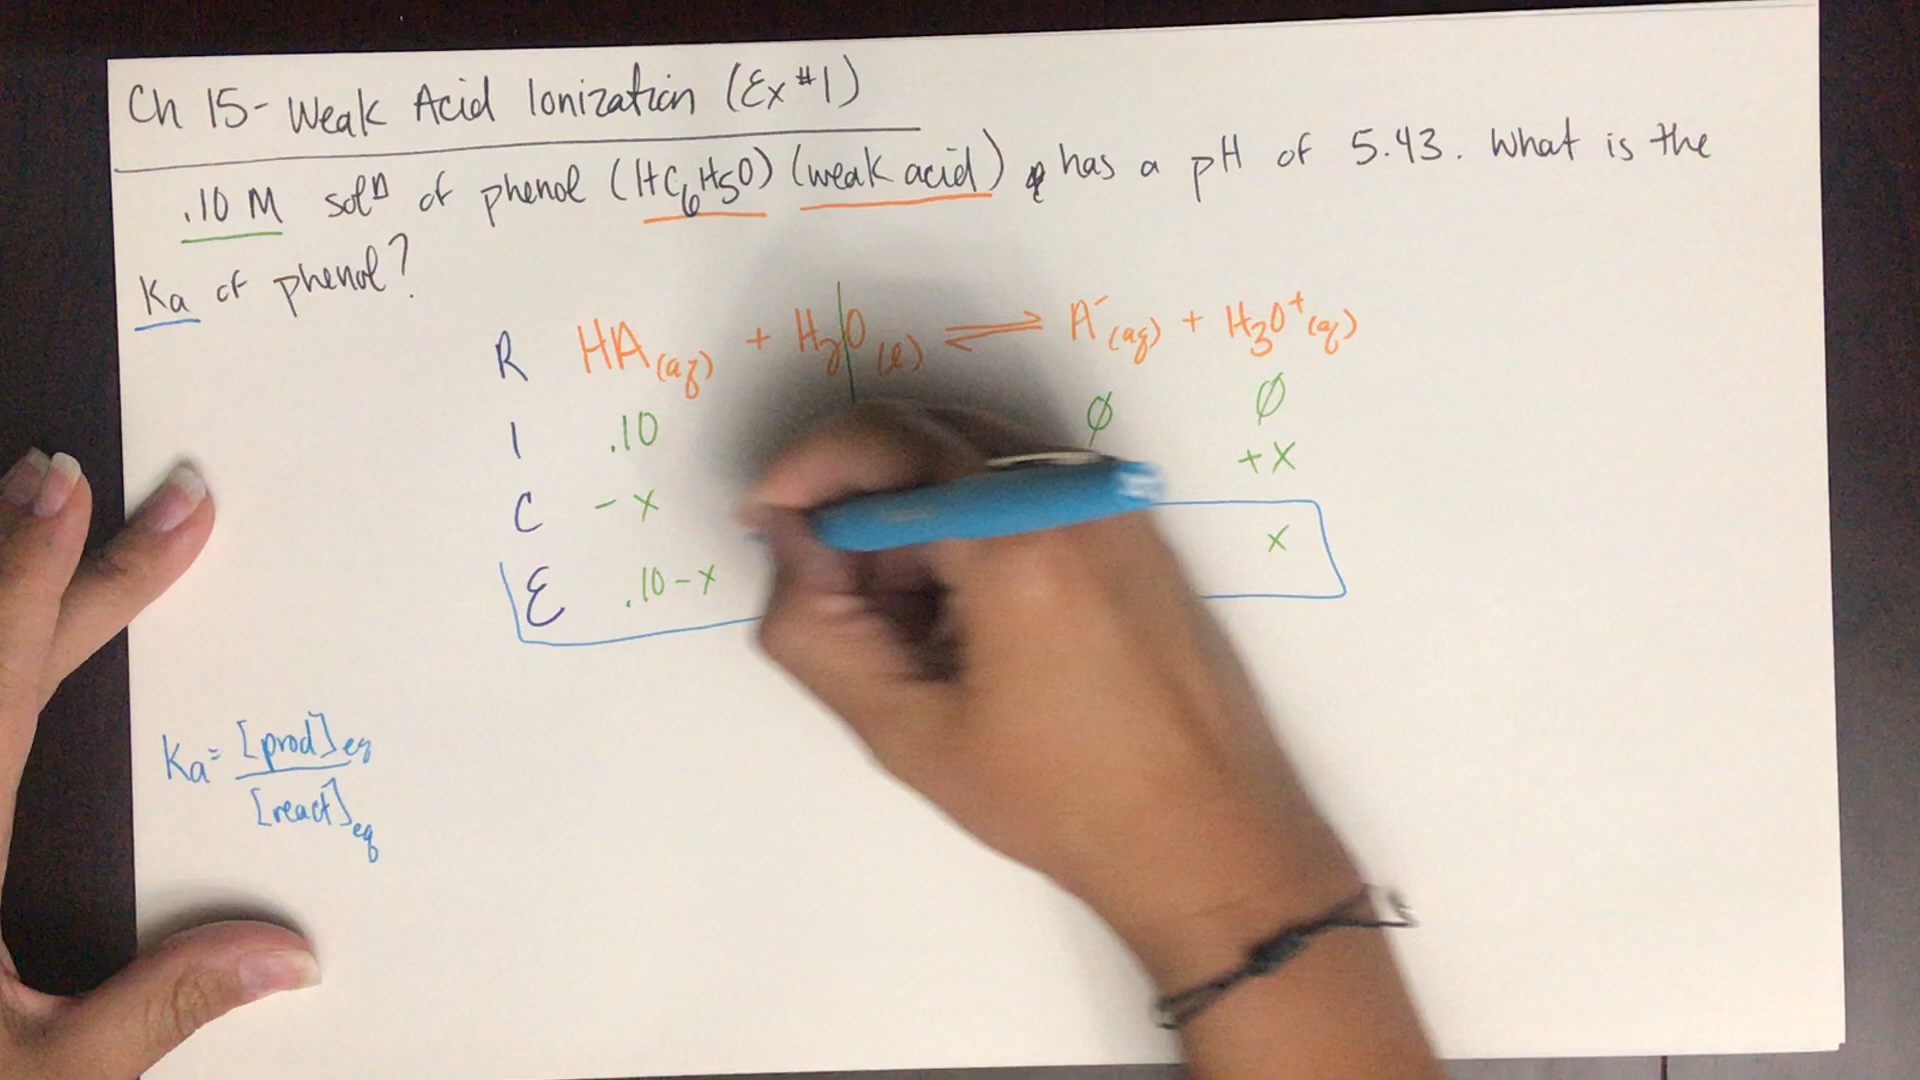 Ch 15 - Weak Acid Ionization (Ex #1)
.10 M solⁿ of phenol (HC₆H₅O) (weak acid) has a pH of 5.43. What is the
Ka of phenol?
R HA(aq) + H₂O(l) ⇌ A⁻(aq) + H₃O⁺(aq)
I .10 ∅ ∅
C - x + x
E .10 - x x
Ka = [prod]eq
[react]eq